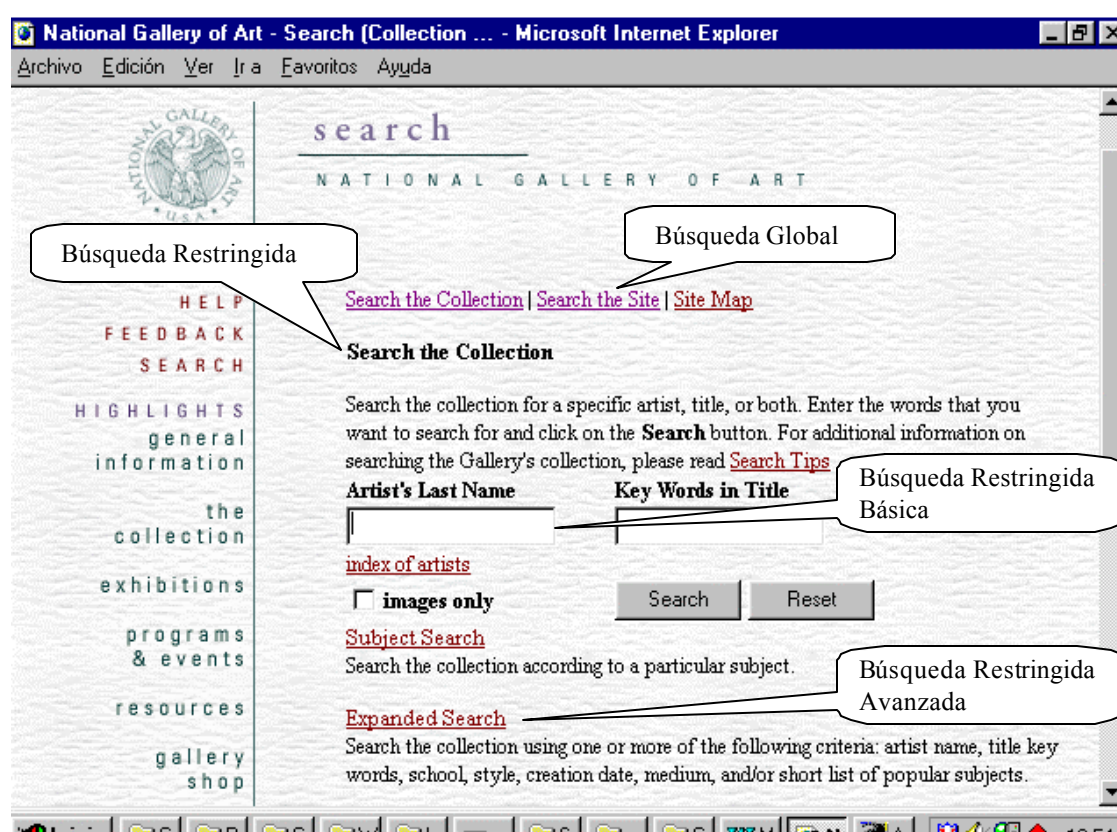 National Gallery of Art - Search (Collection ... - Microsoft Internet Explorer
Archivo Edición Ver Ir a Favoritos Ayuda
NATIONAL GALLERY OF ART
• U.S.A. •
search
NATIONAL GALLERY OF ART
Búsqueda Restringida
Búsqueda Global
HELP
FEEDBACK
SEARCH
HIGHLIGHTS
general
information
the
collection
exhibitions
programs
& events
resources
gallery
shop
Search the Collection | Search the Site | Site Map
Search the Collection
Search the collection for a specific artist, title, or both. Enter the words that you
want to search for and click on the Search button. For additional information on
searching the Gallery's collection, please read Search Tips
Búsqueda Restringida
Básica
Artist's Last Name Key Words in Title
index of artists
images only Search Reset
Subject Search
Search the collection according to a particular subject.
Búsqueda Restringida
Avanzada
Expanded Search
Search the collection using one or more of the following criteria: artist name, title key
words, school, style, creation date, medium, and/or short list of popular subjects.